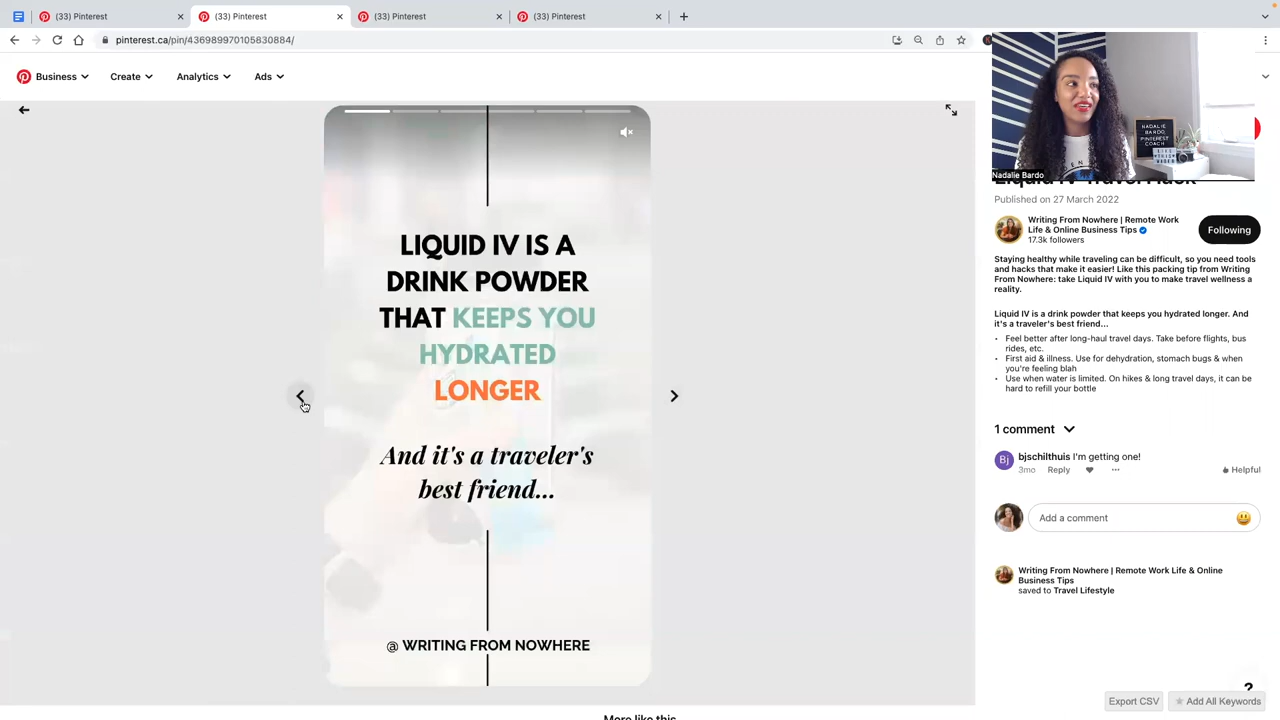 (33) Pinterest
(33) Pinterest
(33) Pinterest
(33) Pinterest
pinterest.ca/pin/436989970105830884/
Business
Create
Analytics
Ads
LIQUID IV IS A
DRINK POWDER
THAT KEEPS YOU
HYDRATED
LONGER
And it's a traveler's
best friend...
@ WRITING FROM NOWHERE
NADALIE
BARDO,
PINTEREST
COACH
Nadalie Bardo
Liquid IV Travel Hack
Published on 27 March 2022
Writing From Nowhere | Remote Work
Life & Online Business Tips
17.3k followers
Following
Staying healthy while traveling can be difficult, so you need tools
and hacks that make it easier! Like this packing tip from Writing
From Nowhere: take Liquid IV with you to make travel wellness a
reality.
Liquid IV is a drink powder that keeps you hydrated longer. And
it's a traveler's best friend...
• Feel better after long-haul travel days. Take before flights, bus
rides, etc.
• First aid & illness. Use for dehydration, stomach bugs & when
you're feeling blah
• Use when water is limited. On hikes & long travel days, it can be
hard to refill your bottle
1 comment
Bj
bjschilthuis I'm getting one!
3mo Reply ... Helpful
Add a comment
Writing From Nowhere | Remote Work Life & Online
Business Tips
saved to Travel Lifestyle
?
Export CSV
★ Add All Keywords
More like this